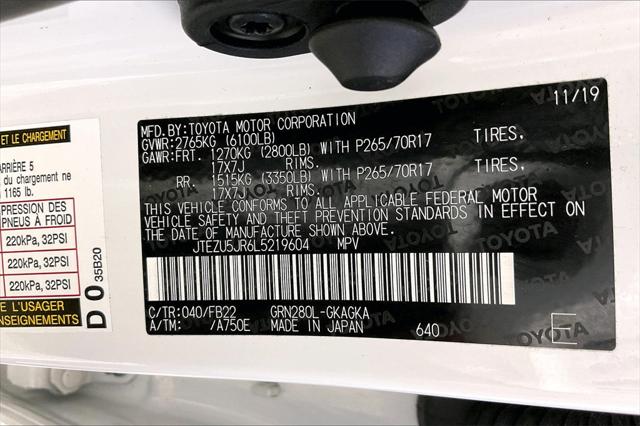 ET LE CHARGEMENT
ARRIÈRE 5
du chargement ne
1165 lb.
PRESSION DES
PNEUS À FROID
220kPa, 32PSI
220kPa, 32PSI
220kPa, 32PSI
DE L'USAGER
RENSEIGNEMENTS
D 0 35B20
11/19
MFD.BY:TOYOTA MOTOR CORPORATION
GVWR:2765KG (6100LB)
GAWR:FRT. 1270KG (2800LB) WITH P265/70R17 TIRES,
17X7J RIMS.
RR. 1515KG (3350LB) WITH P265/70R17 TIRES,
17X7J RIMS.
THIS VEHICLE CONFORMS TO ALL APPLICABLE FEDERAL MOTOR
VEHICLE SAFETY AND THEFT PREVENTION STANDARDS IN EFFECT ON
THE DATE OF MANUFACTURE SHOWN ABOVE.
JTEZU5JR6L5219604 MPV
C/TR:040/FB22 GRN280L-GKAGKA
A/TM: /A750E MADE IN JAPAN 640
TOYOTA